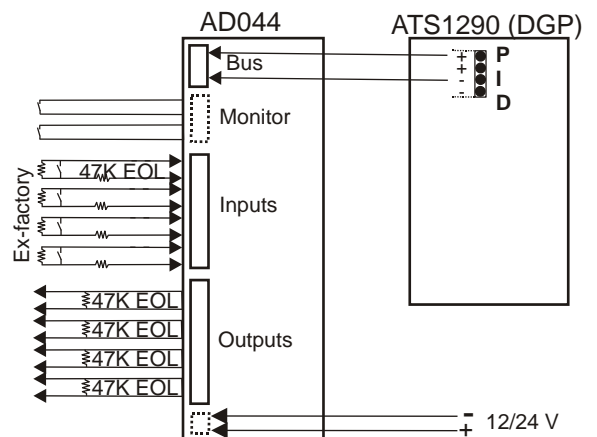 AD044
ATS1290 (DGP)
Bus
+ P
+
- I
- D
Monitor
47K EOL
Inputs
Ex-factory
47K EOL
47K EOL
Outputs
47K EOL
47K EOL
- 12/24 V
+